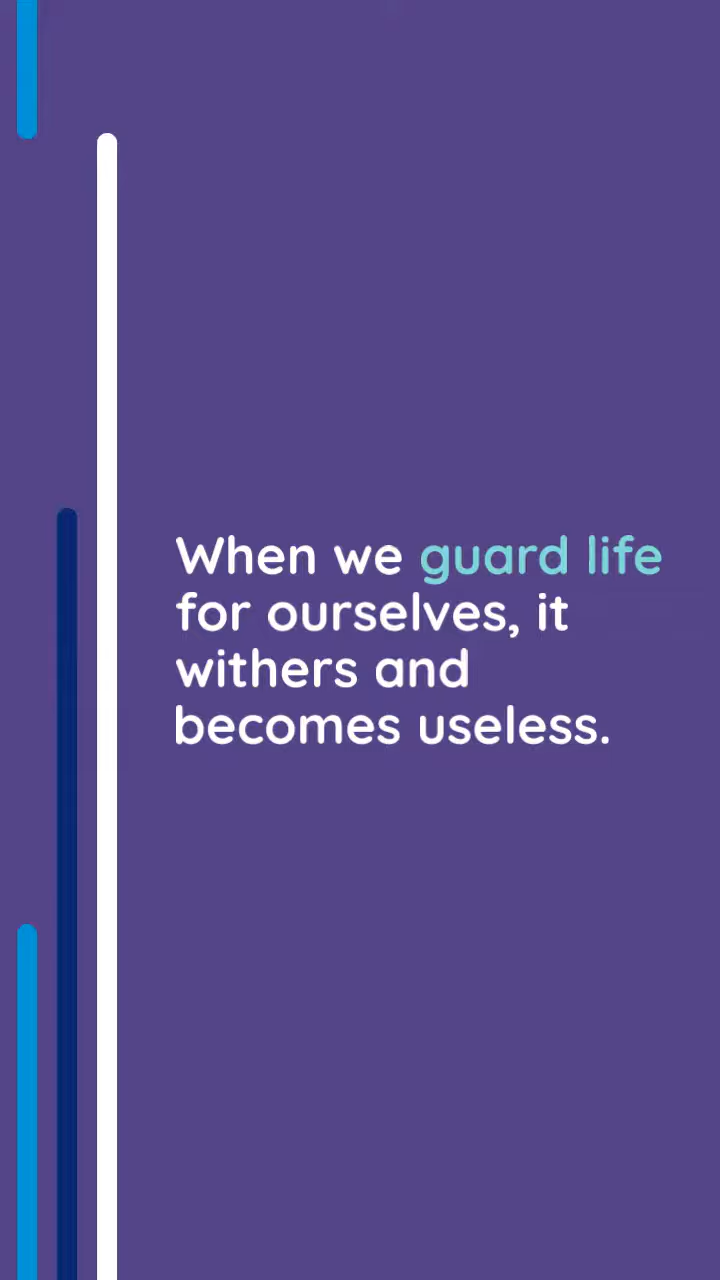 When we guard life
for ourselves, it
withers and
becomes useless.